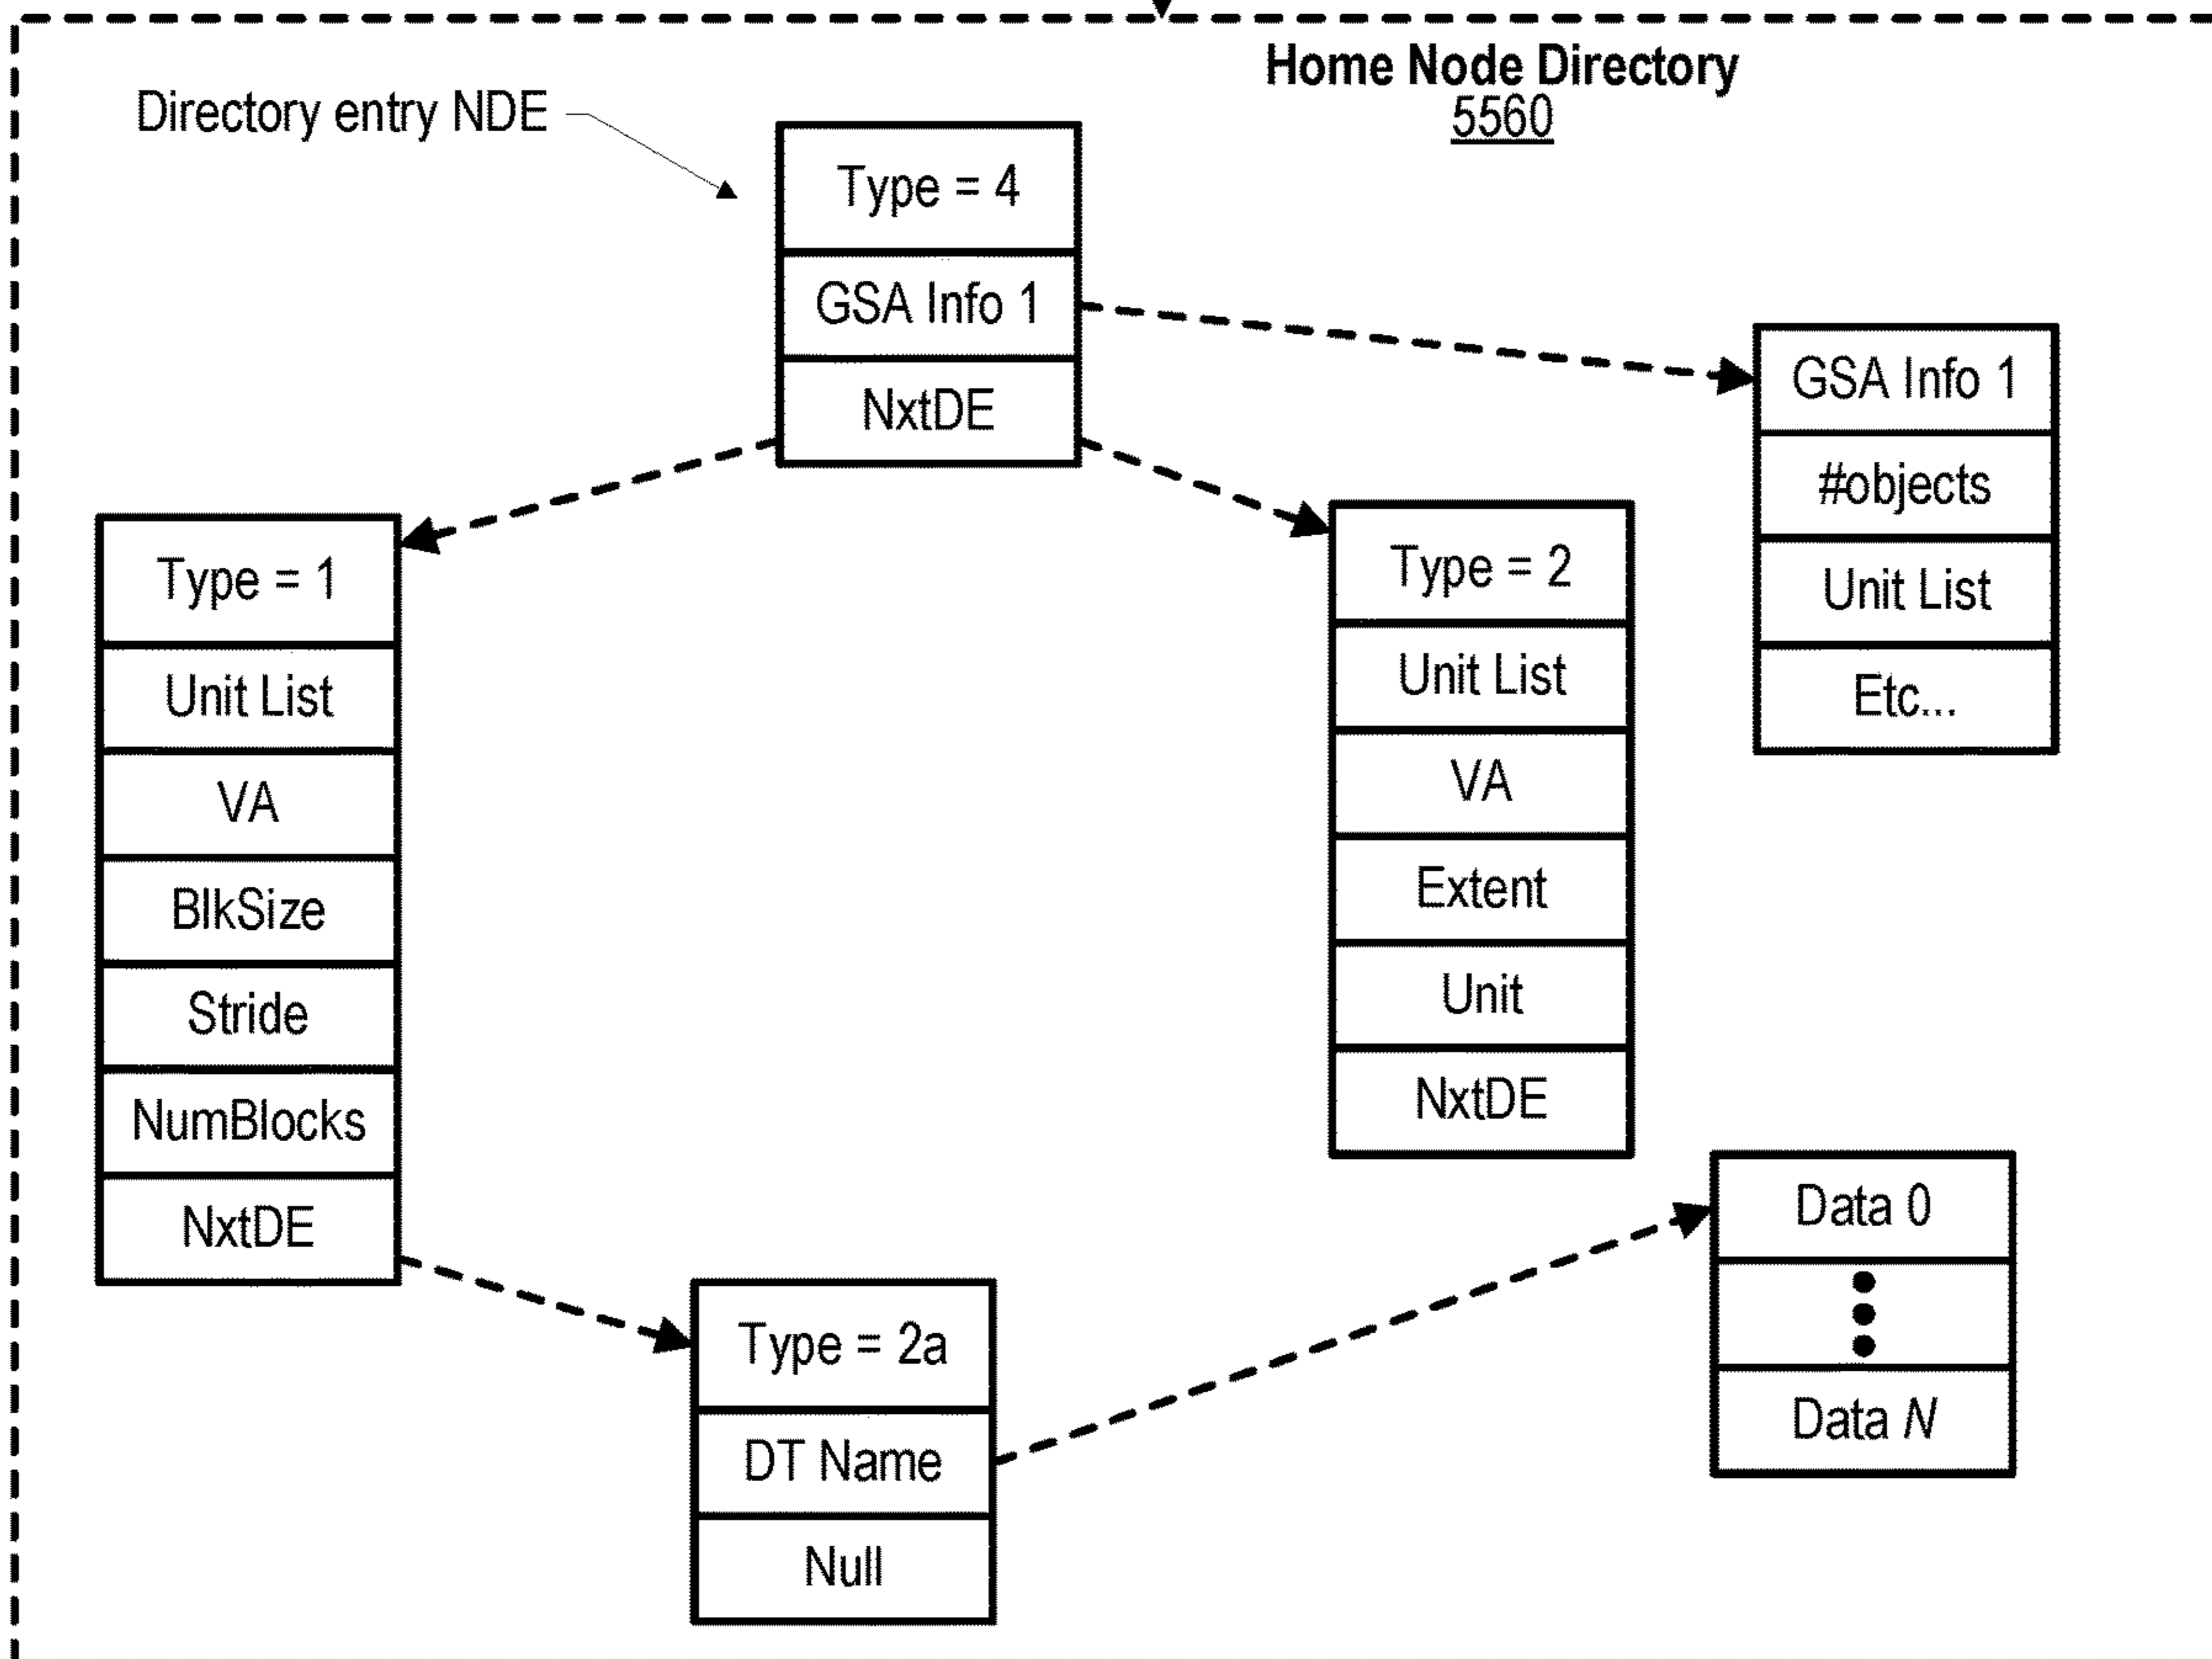 Home Node Directory
5560
Directory entry NDE
Type = 4
GSA Info 1
NxtDE
GSA Info 1
#objects
Unit List
Etc...
Type = 1
Unit List
VA
BlkSize
Stride
NumBlocks
NxtDE
Type = 2
Unit List
VA
Extent
Unit
NxtDE
Type = 2a
DT Name
Null
Data 0
Data N